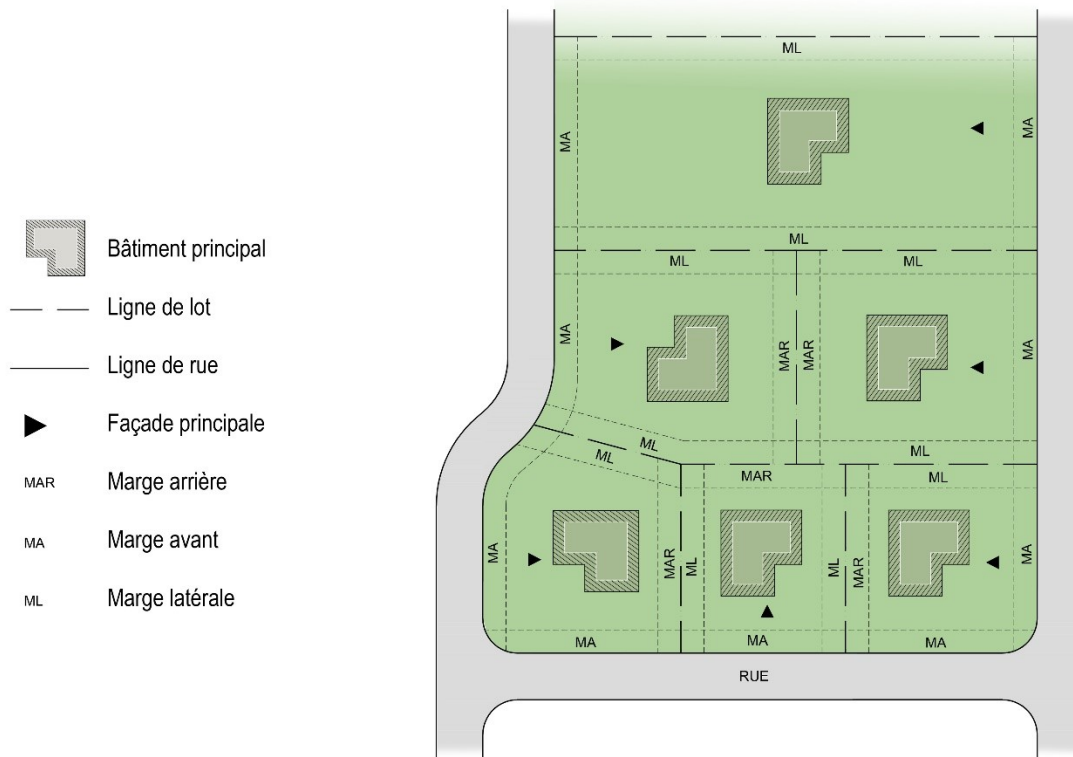 Bâtiment principal
Ligne de lot
Ligne de rue
Façade principale
MAR Marge arrière
MA Marge avant
ML Marge latérale
ML
MA
MA
ML
ML
ML
MA
MAR
MAR
MA
ML
ML
ML
MAR
ML
MA
MAR
ML
ML
MAR
MA
MA
MA
MA
RUE